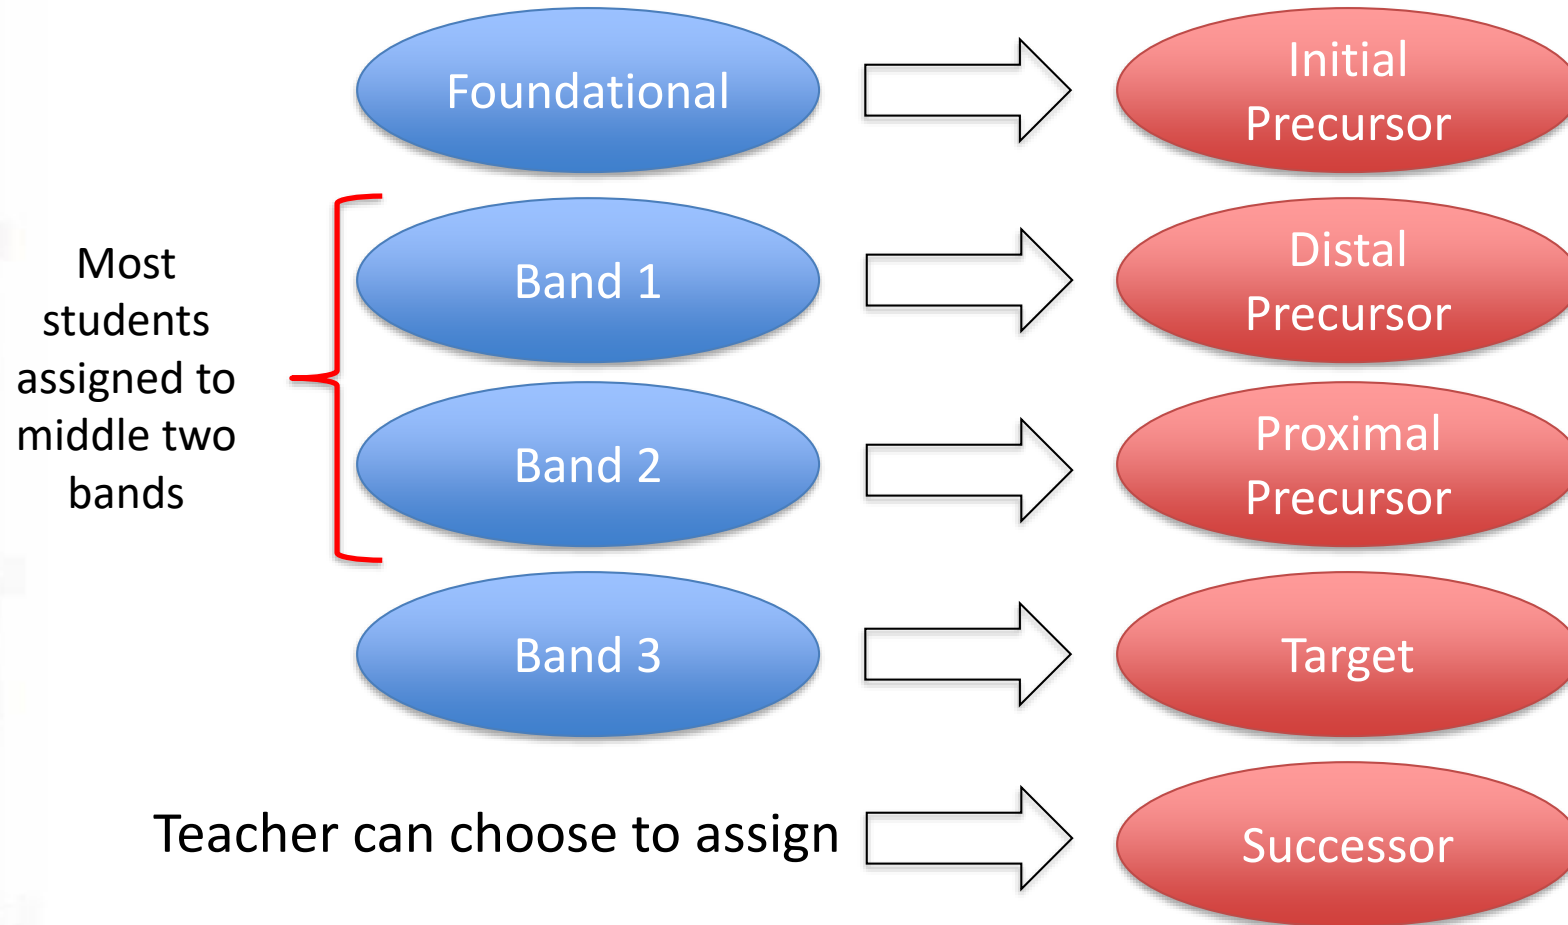 Foundational
Initial
Precursor
Most
students
assigned to
middle two
bands
Band 1
Distal
Precursor
Band 2
Proximal
Precursor
Band 3
Target
Teacher can choose to assign
Successor